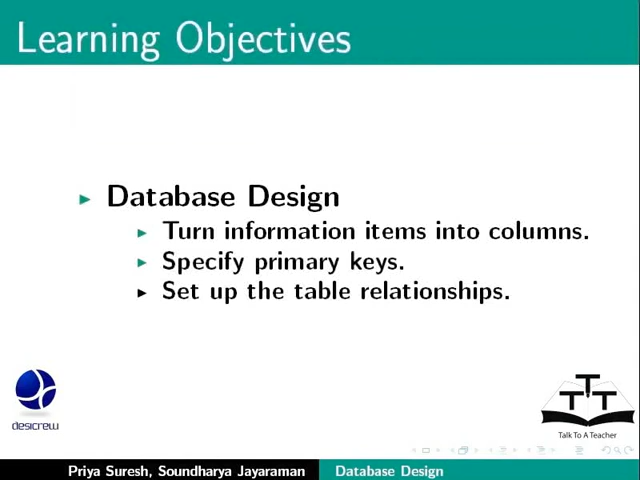 Learning Objectives
Database Design
Turn information items into columns.
Specify primary keys.
Set up the table relationships.
desicrew
T T T
Talk To A Teacher
Priya Suresh, Soundharya Jayaraman Database Design